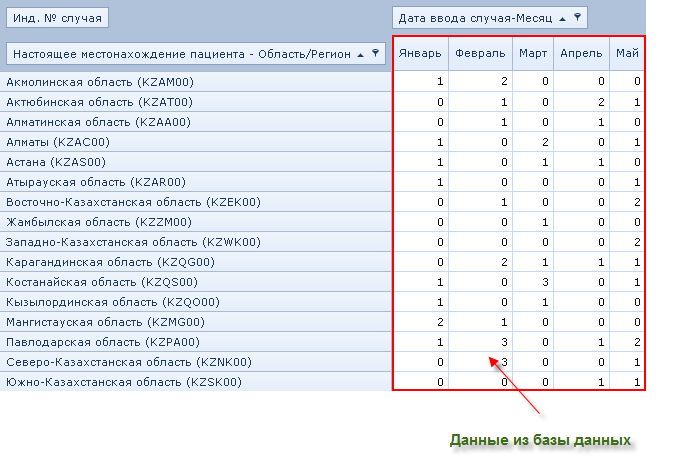 Инд. № случая
Дата ввода случая-Месяц
Настоящее местонахождение пациента - Область/Регион Январь Февраль Март Апрель Май
Акмолинская область (KZAM00) 1 2 0 0 0
Актюбинская область (KZAT00) 0 1 0 2 1
Алматинская область (KZAA00) 0 1 0 1 0
Алматы (KZAC00) 1 0 2 0 1
Астана (KZAS00) 1 0 1 1 0
Атырауская область (KZAR00) 1 0 0 0 1
Восточно-Казахстанская область (KZEK00) 0 1 0 0 2
Жамбылская область (KZZM00) 0 0 1 0 0
Западно-Казахстанская область (KZWK00) 0 0 0 0 2
Карагандинская область (KZQG00) 0 2 1 1 1
Костанайская область (KZQS00) 1 0 3 0 1
Кызылординская область (KZQO00) 1 0 1 0 0
Мангистауская область (KZMG00) 2 1 0 0 0
Павлодарская область (KZPA00) 1 3 0 1 2
Северо-Казахстанская область (KZNK00) 0 3 0 0 1
Южно-Казахстанская область (KZSK00) 0 0 0 1 1
Данные из базы данных